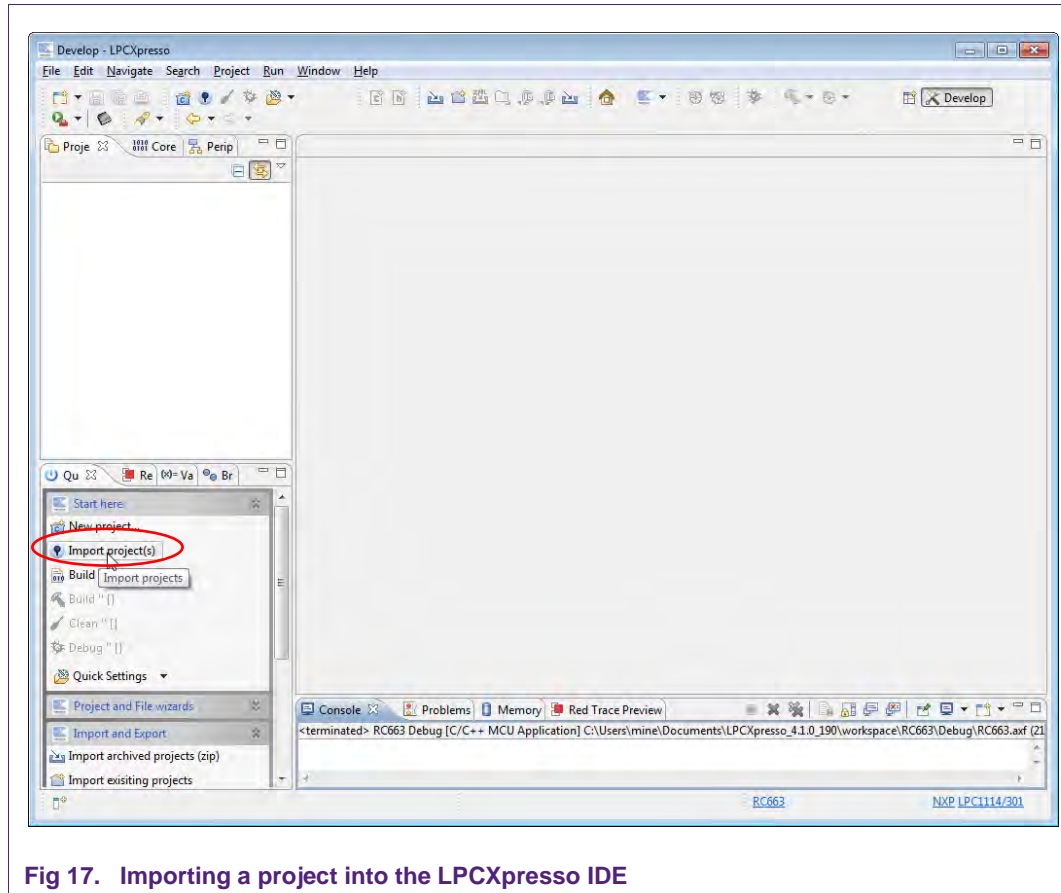 Develop - LPCXpresso
File Edit Navigate Search Project Run Window Help
Develop
Proje Core Perip
Qu Re (x)= Va Br
Start here
New project...
Import project(s)
Build
Import projects
Build '' []
Clean '' []
Debug '' []
Quick Settings
Project and File wizards
Import and Export
Import archived projects (zip)
Import exisiting projects
Console Problems Memory Red Trace Preview
<terminated> RC663 Debug [C/C++ MCU Application] C:\Users\mine\Documents\LPCXpresso_4.1.0_190\workspace\RC663\Debug\RC663.axf (21
RC663 NXP LPC1114/301
Fig 17. Importing a project into the LPCXpresso IDE